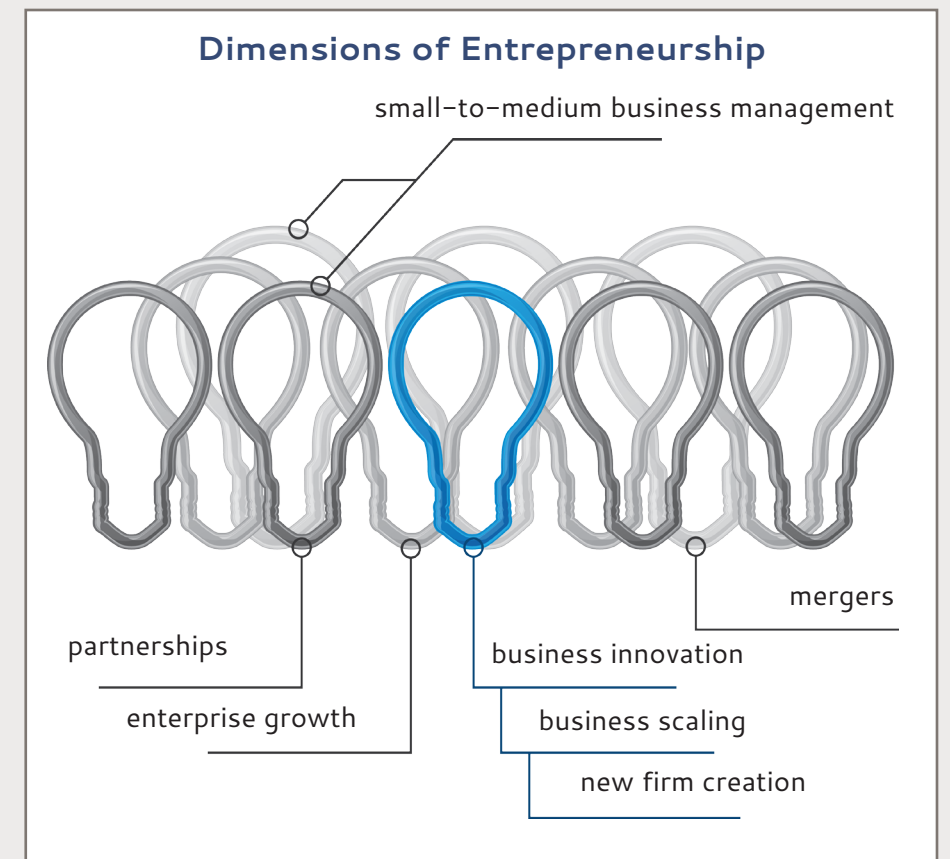 Dimensions of Entrepreneurship
small-to-medium business management
mergers
partnerships
business innovation
enterprise growth
business scaling
new firm creation